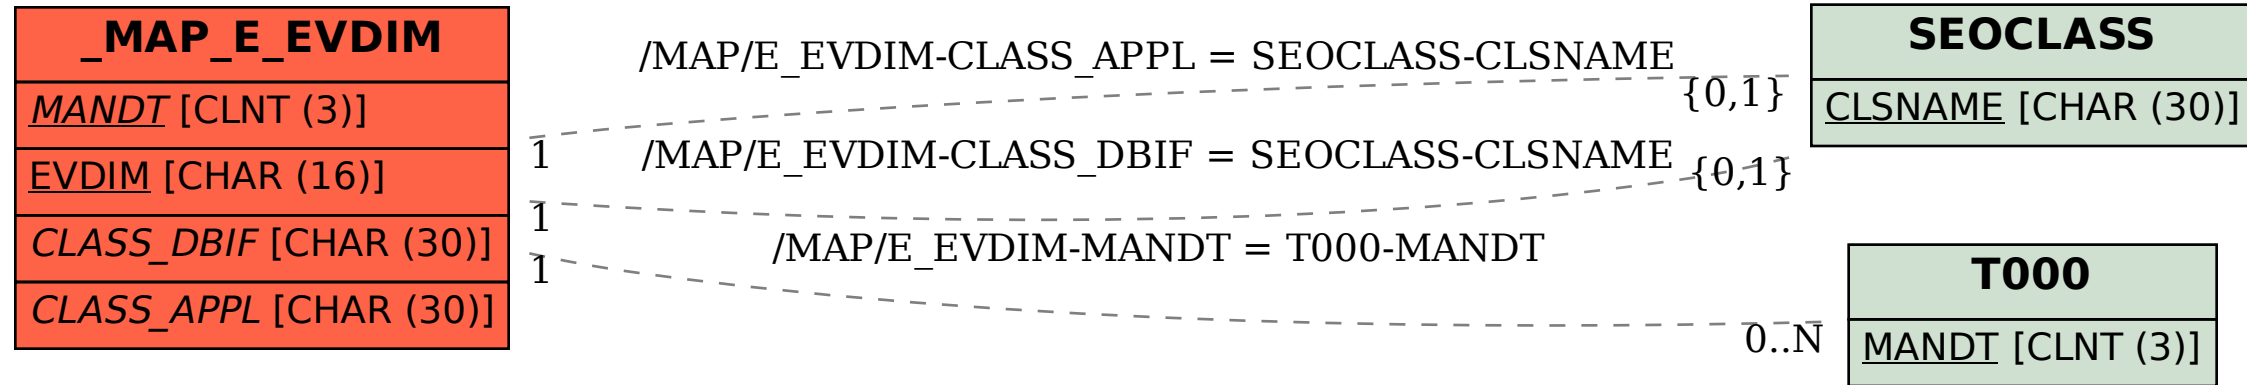 _MAP_E_EVDIM
MANDT [CLNT (3)]
EVDIM [CHAR (16)]
CLASS_DBIF [CHAR (30)]
CLASS_APPL [CHAR (30)]
/MAP/E_EVDIM-CLASS_APPL = SEOCLASS-CLSNAME
{0,1}
1
/MAP/E_EVDIM-CLASS_DBIF = SEOCLASS-CLSNAME
{0,1}
1
/MAP/E_EVDIM-MANDT = T000-MANDT
1
0..N
SEOCLASS
CLSNAME [CHAR (30)]
T000
MANDT [CLNT (3)]